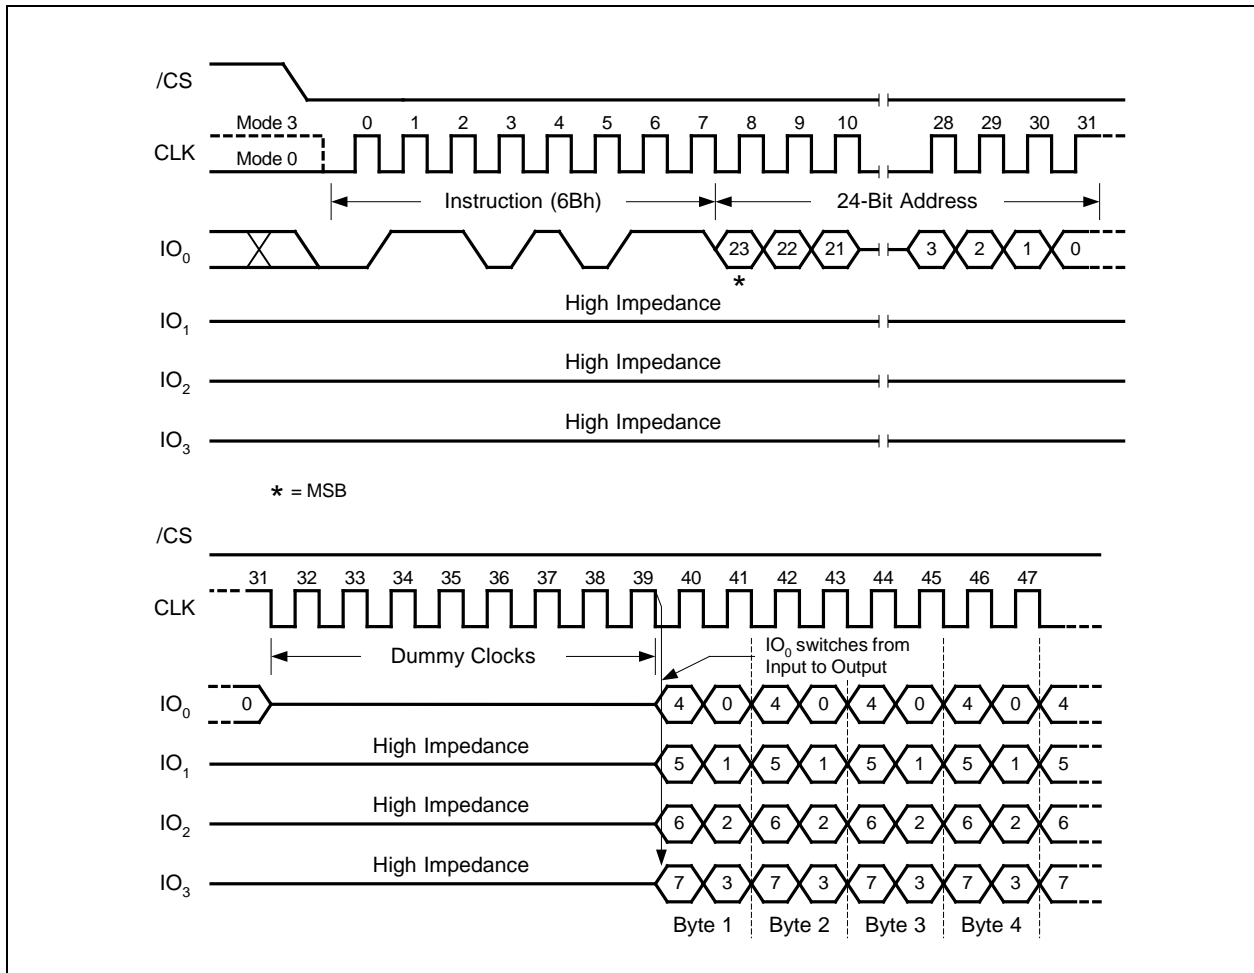 /CS
Mode 3 0 1 2 3 4 5 6 7 8 9 10 28 29 30 31
CLK
Mode 0
Instruction (6Bh) 24-Bit Address
IO0 23 22 21 3 2 1 0
*
High Impedance
IO1
High Impedance
IO2
High Impedance
IO3
* = MSB
/CS
31 32 33 34 35 36 37 38 39 40 41 42 43 44 45 46 47
CLK
Dummy Clocks
IO0 switches from
Input to Output
IO0 0 4 0 4 0 4 0 4 0 4
High Impedance
IO1 5 1 5 1 5 1 5 1 5
High Impedance
IO2 6 2 6 2 6 2 6 2 6
High Impedance
IO3 7 3 7 3 7 3 7 3 7
Byte 1 Byte 2 Byte 3 Byte 4